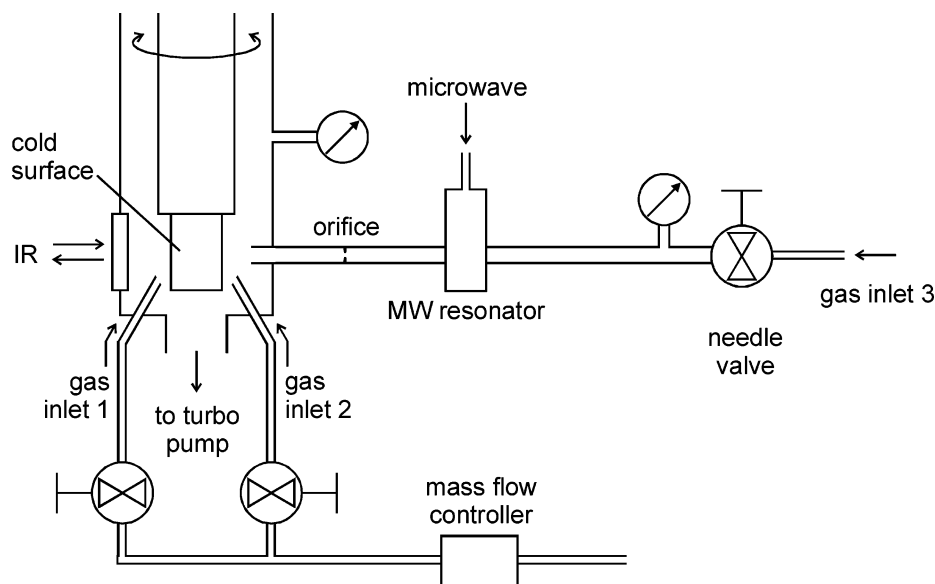 microwave
cold
surface
orifice
IR
MW resonator
gas inlet 3
needle
valve
gas
inlet 1
gas
inlet 2
to turbo
pump
mass flow
controller